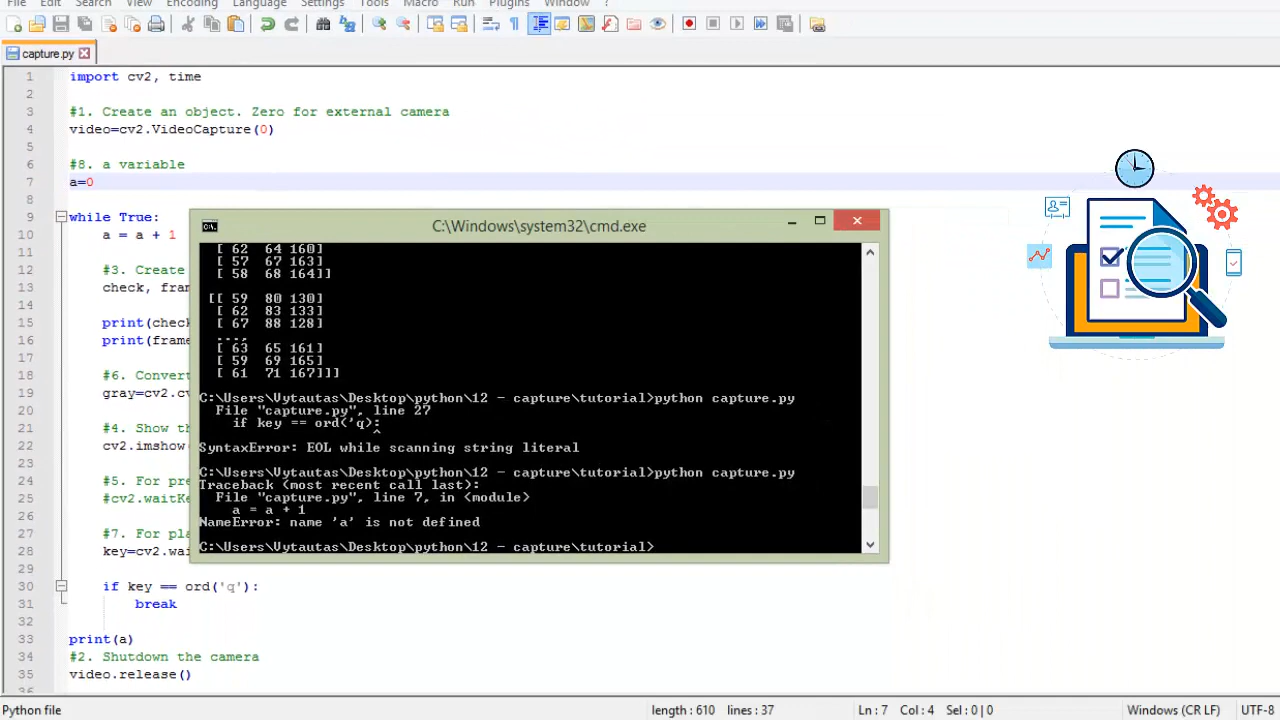 File Edit Search View Encoding Language Settings Tools Macro Run Plugins Window ?
capture.py
1 import cv2, time
2
3 #1. Create an object. Zero for external camera
4 video=cv2.VideoCapture(0)
5
6 #8. a variable
7 a=0
8
9 while True:
10 a = a + 1
11
12 #3. Create
13 check, fra
14
15 print(chec
16 print(frame
17
18 #6. Convert
19 gray=cv2.cv
20
21 #4. Show th
22 cv2.imshow
23
24 #5. For pre
25 #cv2.waitKe
26
27 #7. For pla
28 key=cv2.wai
29
30 if key == ord('q'):
31 break
32
33 print(a)
34 #2. Shutdown the camera
35 video.release()
36
C:\Windows\system32\cmd.exe
[ 62 64 160]
[ 57 67 163]
[ 58 68 164]]
[[ 59 80 130]
[ 62 83 133]
[ 67 88 128]
...,
[ 63 65 161]
[ 59 69 165]
[ 61 71 167]]]
C:\Users\Vytautas\Desktop\python\12 - capture\tutorial>python capture.py
File "capture.py", line 27
if key == ord('q):
^
SyntaxError: EOL while scanning string literal
C:\Users\Vytautas\Desktop\python\12 - capture\tutorial>python capture.py
Traceback (most recent call last):
File "capture.py", line 7, in <module>
a = a + 1
NameError: name 'a' is not defined
C:\Users\Vytautas\Desktop\python\12 - capture\tutorial>
Python file length : 610 lines : 37 Ln : 7 Col : 4 Sel : 0 | 0 Windows (CR LF) UTF-8